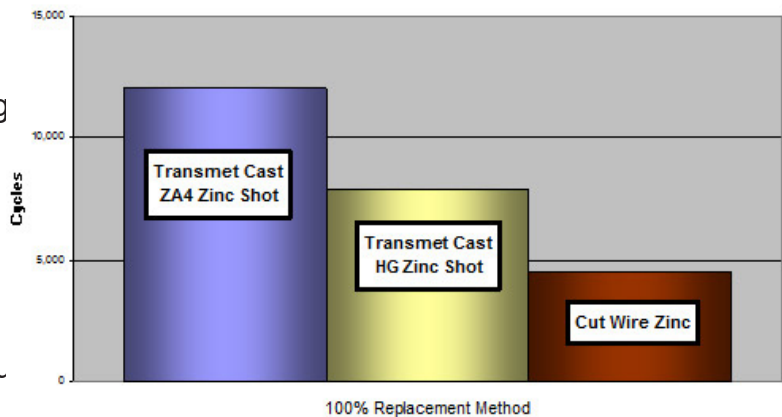 15,000
10,000
5,000
0
Cycles
Transmet Cast
ZA4 Zinc Shot
Transmet Cast
HG Zinc Shot
Cut Wire Zinc
100% Replacement Method